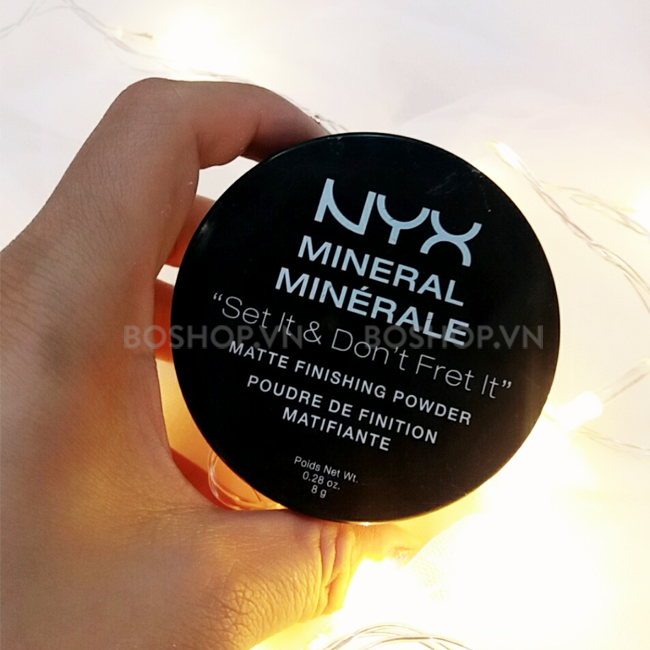 NYX
MINERAL
MINÉRALE
“Set It & Don't Fret It”
BOSHOP.VN BOSHOP.VN
MATTE FINISHING POWDER
POUDRE DE FINITION
MATIFIANTE
Poids Net Wt.
0.28 oz.
8 g